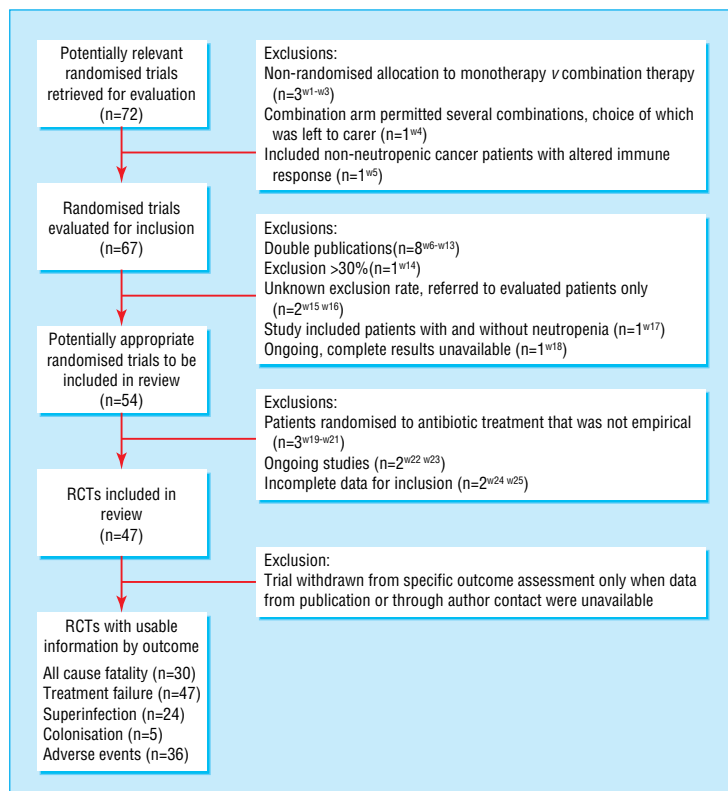 Potentially relevant
randomised trials
retrieved for evaluation
(n=72)
Exclusions:
Non-randomised allocation to monotherapy v combination therapy
(n=3w1-w3)
Combination arm permitted several combinations, choice of which
was left to carer (n=1w4)
Included non-neutropenic cancer patients with altered immune
response (n=1w5)
Randomised trials
evaluated for inclusion
(n=67)
Exclusions:
Double publications(n=8w6-w13)
Exclusion >30%(n=1w14)
Unknown exclusion rate, referred to evaluated patients only
(n=2w15 w16)
Study included patients with and without neutropenia (n=1w17)
Ongoing, complete results unavailable (n=1w18)
Potentially appropriate
randomised trials to be
included in review
(n=54)
Exclusions:
Patients randomised to antibiotic treatment that was not empirical
(n=3w19-w21)
Ongoing studies (n=2w22 w23)
Incomplete data for inclusion (n=2w24 w25)
RCTs included in
review
(n=47)
Exclusion:
Trial withdrawn from specific outcome assessment only when data
from publication or through author contact were unavailable
RCTs with usable
information by outcome
All cause fatality (n=30)
Treatment failure (n=47)
Superinfection (n=24)
Colonisation (n=5)
Adverse events (n=36)